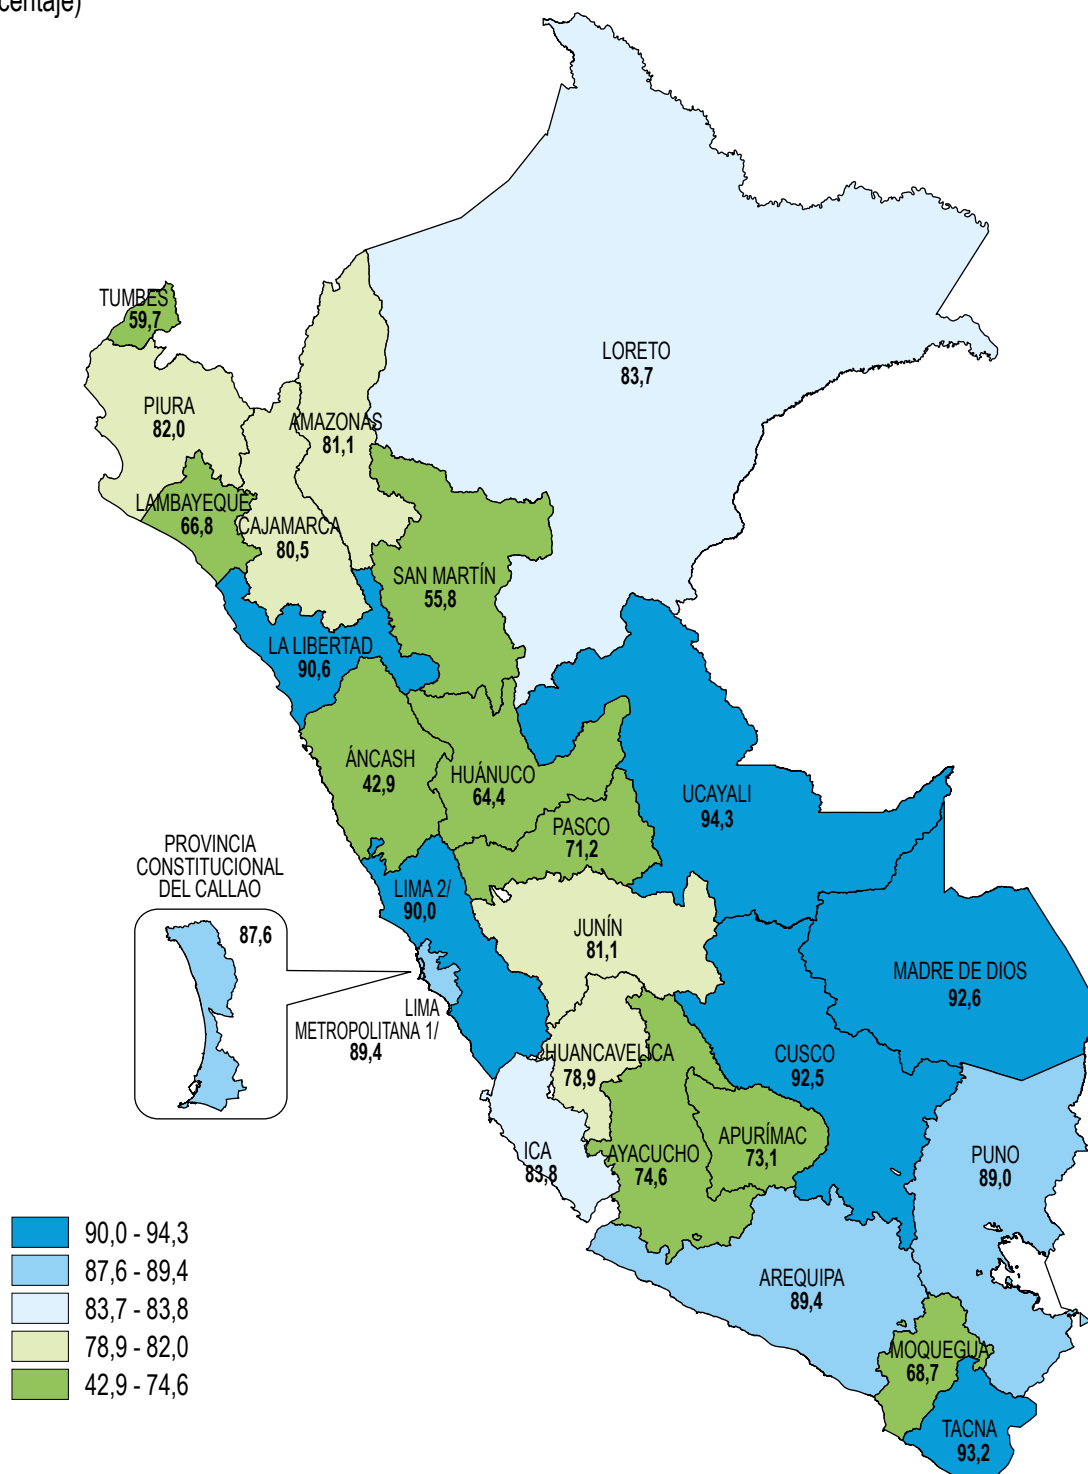 centaje)
TUMBES
59,7
LORETO
83,7
PIURA
82,0
AMAZONAS
81,1
LAMBAYEQUE
66,8
CAJAMARCA
80,5
SAN MARTÍN
55,8
LA LIBERTAD
90,6
ÁNCASH
42,9
HUÁNUCO
64,4
UCAYALI
94,3
PASCO
71,2
PROVINCIA
CONSTITUCIONAL
DEL CALLAO
87,6
LIMA 2/
90,0
JUNÍN
81,1
MADRE DE DIOS
92,6
LIMA
METROPOLITANA 1/
89,4
HUANCAVELICA
78,9
CUSCO
92,5
ICA
83,8
AYACUCHO
74,6
APURÍMAC
73,1
PUNO
89,0
AREQUIPA
89,4
MOQUEGUA
68,7
TACNA
93,2
90,0 - 94,3
87,6 - 89,4
83,7 - 83,8
78,9 - 82,0
42,9 - 74,6